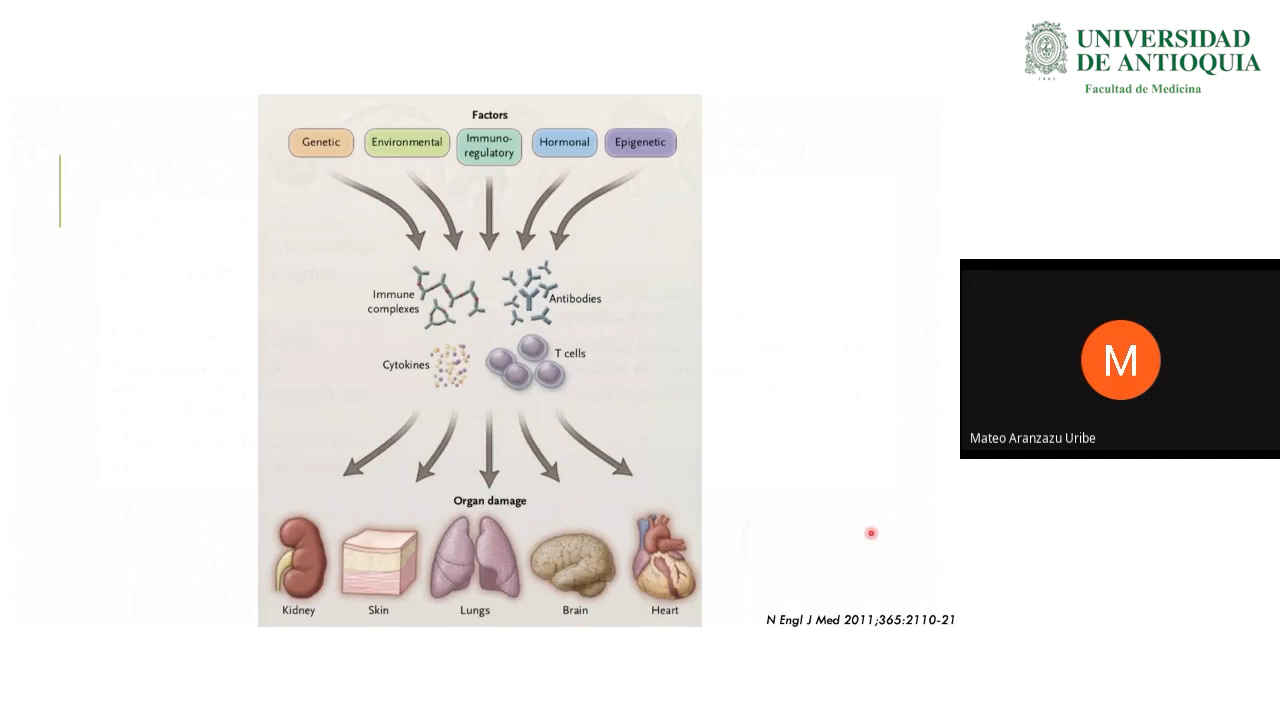 UNIVERSIDAD
DE ANTIOQUIA
1803
Facultad de Medicina
Factors
Genetic
Environmental
Immuno-
regulatory
Hormonal
Epigenetic
Immune
complexes
Antibodies
Cytokines
T cells
Organ damage
Kidney
Skin
Lungs
Brain
Heart
N Engl J Med 2011;365:2110-21
M
Mateo Aranzazu Uribe